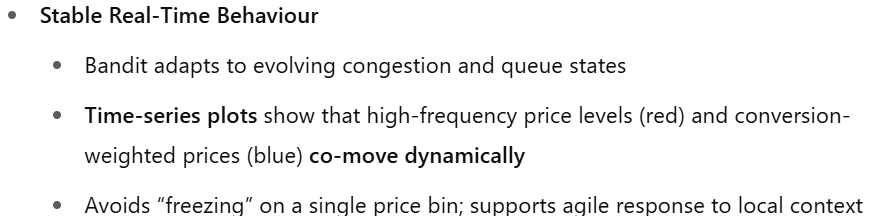 • Stable Real-Time Behaviour
• Bandit adapts to evolving congestion and queue states
• Time-series plots show that high-frequency price levels (red) and conversion-
weighted prices (blue) co-move dynamically
• Avoids “freezing” on a single price bin; supports agile response to local context